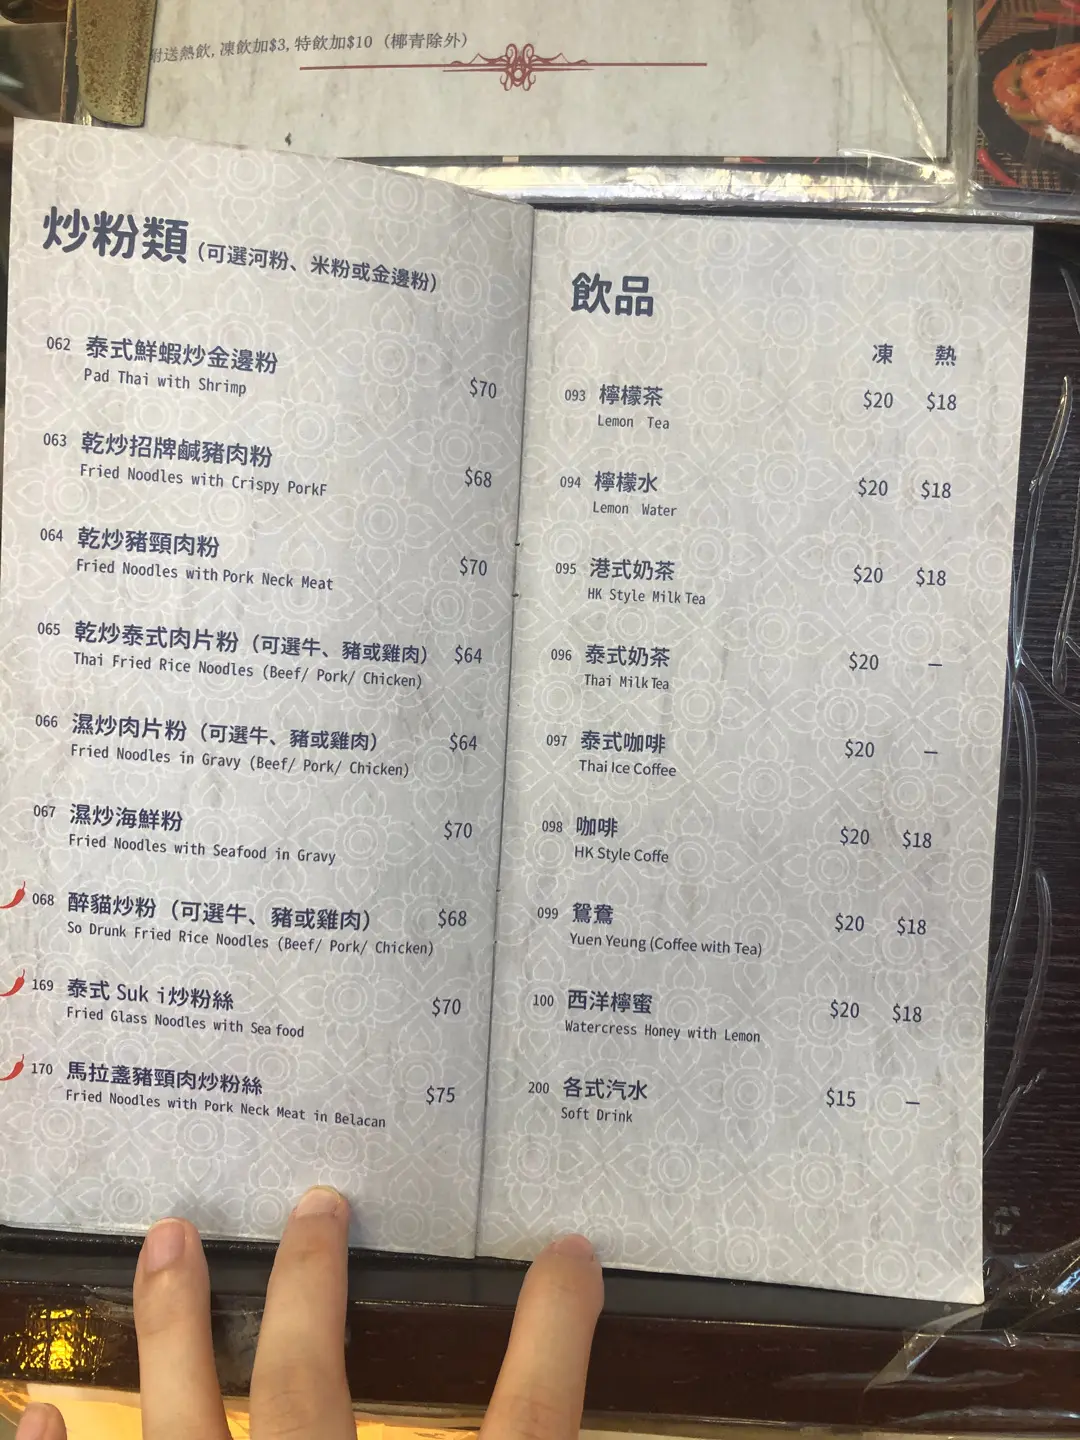 附送熱飲,凍飲加$3,特飲加$10 (椰青除外)
炒粉類 (可選河粉、米粉或金邊粉)
062 泰式鮮蝦炒金邊粉
Pad Thai with Shrimp $70
063 乾炒招牌鹹豬肉粉
Fried Noodles with Crispy PorkF $68
064 乾炒豬頸肉粉
Fried Noodles with Pork Neck Meat $70
065 乾炒泰式肉片粉 (可選牛、豬或雞肉) $64
Thai Fried Rice Noodles (Beef/ Pork/ Chicken)
066 濕炒肉片粉 (可選牛、豬或雞肉) $64
Fried Noodles in Gravy (Beef/ Pork/ Chicken)
067 濕炒海鮮粉 $70
Fried Noodles with Seafood in Gravy
068 醉貓炒粉 (可選牛、豬或雞肉) $68
So Drunk Fried Rice Noodles (Beef/ Pork/ Chicken)
169 泰式 Suk i炒粉絲 $70
Fried Glass Noodles with Sea food
170 馬拉盞豬頸肉炒粉絲 $75
Fried Noodles with Pork Neck Meat in Belacan
飲品
凍 熱
093 檸檬茶 $20 $18
Lemon Tea
094 檸檬水 $20 $18
Lemon Water
095 港式奶茶 $20 $18
HK Style Milk Tea
096 泰式奶茶 $20 —
Thai Milk Tea
097 泰式咖啡 $20 —
Thai Ice Coffee
098 咖啡 $20 $18
HK Style Coffe
099 鴛鴦 $20 $18
Yuen Yeung (Coffee with Tea)
100 西洋檸蜜 $20 $18
Watercress Honey with Lemon
200 各式汽水 $15 —
Soft Drink